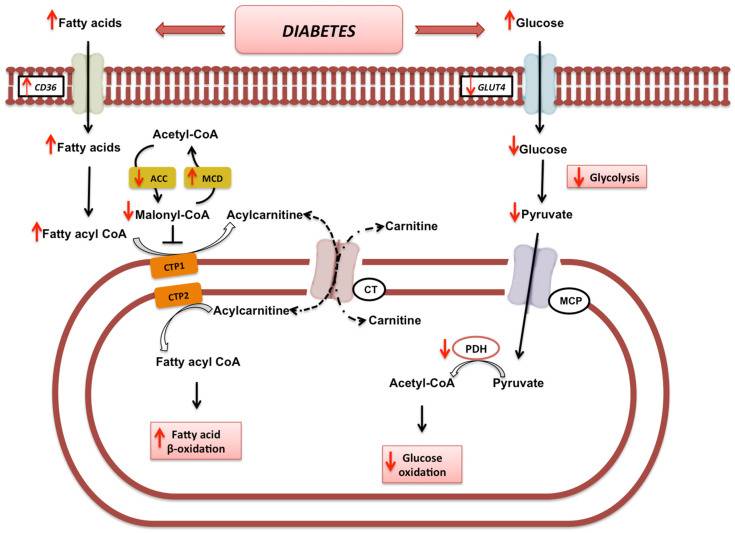 DIABETES
Fatty acids
Glucose
CD36
GLUT4
Fatty acids
Acetyl-CoA
Glucose
ACC
MCD
Glycolysis
Malonyl-CoA
Acylcarnitine
Pyruvate
Fatty acyl CoA
Carnitine
CTP1
CTP2
CT
MCP
Acylcarnitine
Carnitine
Fatty acyl CoA
PDH
Acetyl-CoA
Pyruvate
Fatty acid
β-oxidation
Glucose
oxidation